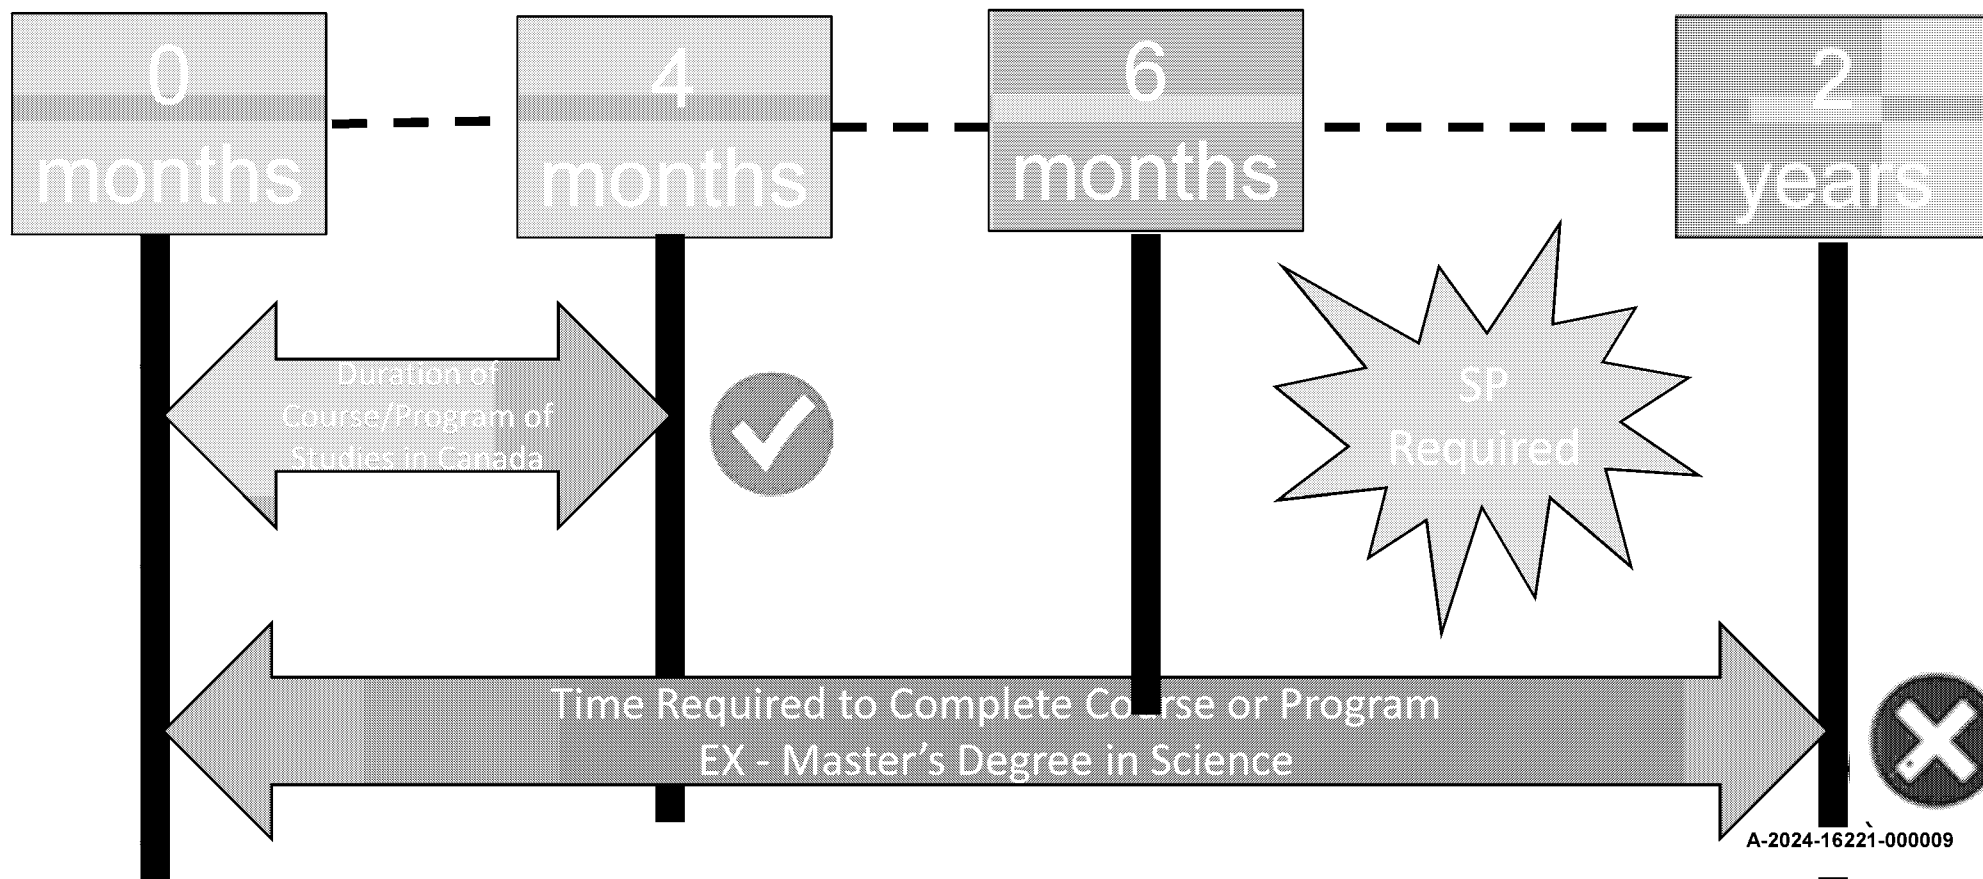 0
months
4
months
6
months
2
years
Duration of
Course/Program of
Studies in Canada
SP
Required
Time Required to Complete Course or Program
EX - Master's Degree in Science
A-2024-16221-000009